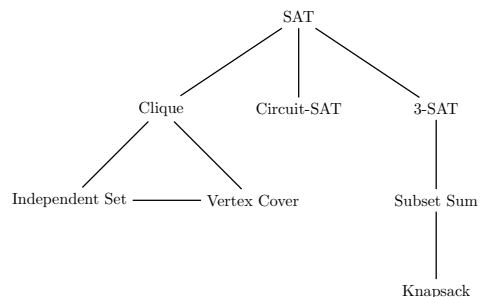 SAT
Clique
Circuit-SAT
3-SAT
Independent Set
Vertex Cover
Subset Sum
Knapsack